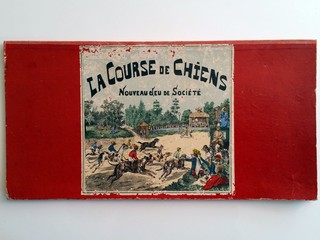 LA COURSE DE CHIENS
NOUVEAU JEU DE SOCIÉTÉ